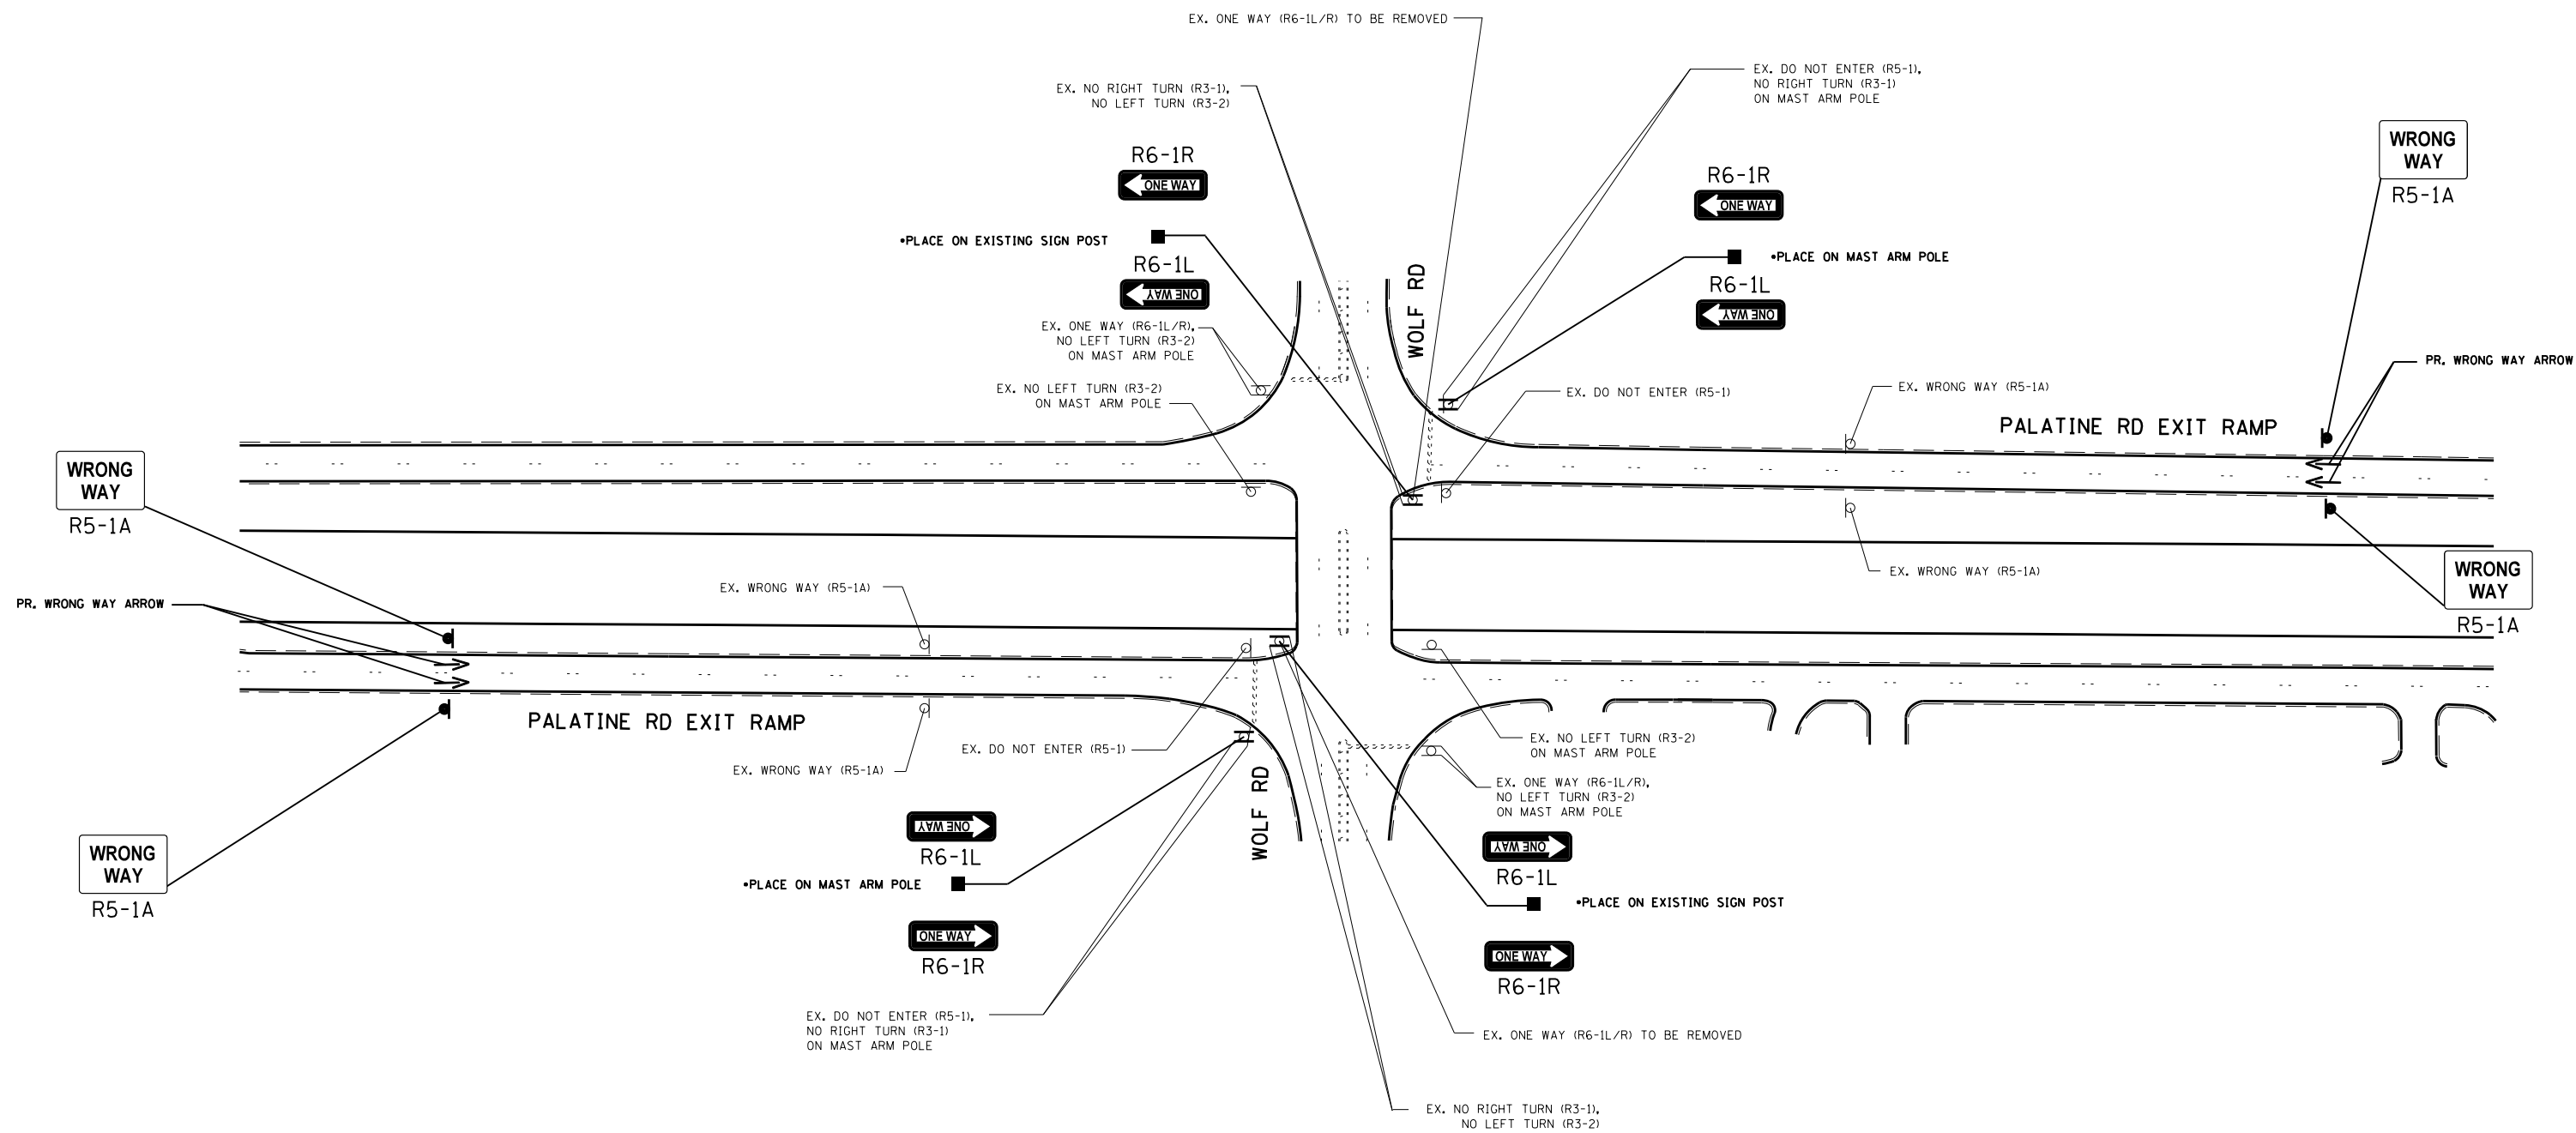 EX. ONE WAY (R6-1L/R) TO BE REMOVED
EX. NO RIGHT TURN (R3-1),
NO LEFT TURN (R3-2)
EX. DO NOT ENTER (R5-1),
NO RIGHT TURN (R3-1)
ON MAST ARM POLE
WRONG
WAY
R5-1A
R6-1R
ONE WAY
R6-1R
ONE WAY
•PLACE ON EXISTING SIGN POST
•PLACE ON MAST ARM POLE
R6-1L
ONE WAY
R6-1L
ONE WAY
WOLF RD
EX. ONE WAY (R6-1L/R),
NO LEFT TURN (R3-2)
ON MAST ARM POLE
EX. NO LEFT TURN (R3-2)
ON MAST ARM POLE
EX. DO NOT ENTER (R5-1)
EX. WRONG WAY (R5-1A)
PR. WRONG WAY ARROW
PALATINE RD EXIT RAMP
WRONG
WAY
R5-1A
EX. WRONG WAY (R5-1A)
WRONG
WAY
R5-1A
EX. WRONG WAY (R5-1A)
PR. WRONG WAY ARROW
PALATINE RD EXIT RAMP
EX. DO NOT ENTER (R5-1)
EX. WRONG WAY (R5-1A)
EX. NO LEFT TURN (R3-2)
ON MAST ARM POLE
EX. ONE WAY (R6-1L/R),
NO LEFT TURN (R3-2)
ON MAST ARM POLE
WOLF RD
WRONG
WAY
R5-1A
ONE WAY
R6-1L
ONE WAY
R6-1L
•PLACE ON MAST ARM POLE
•PLACE ON EXISTING SIGN POST
ONE WAY
R6-1R
ONE WAY
R6-1R
EX. DO NOT ENTER (R5-1),
NO RIGHT TURN (R3-1)
ON MAST ARM POLE
EX. ONE WAY (R6-1L/R) TO BE REMOVED
EX. NO RIGHT TURN (R3-1),
NO LEFT TURN (R3-2)